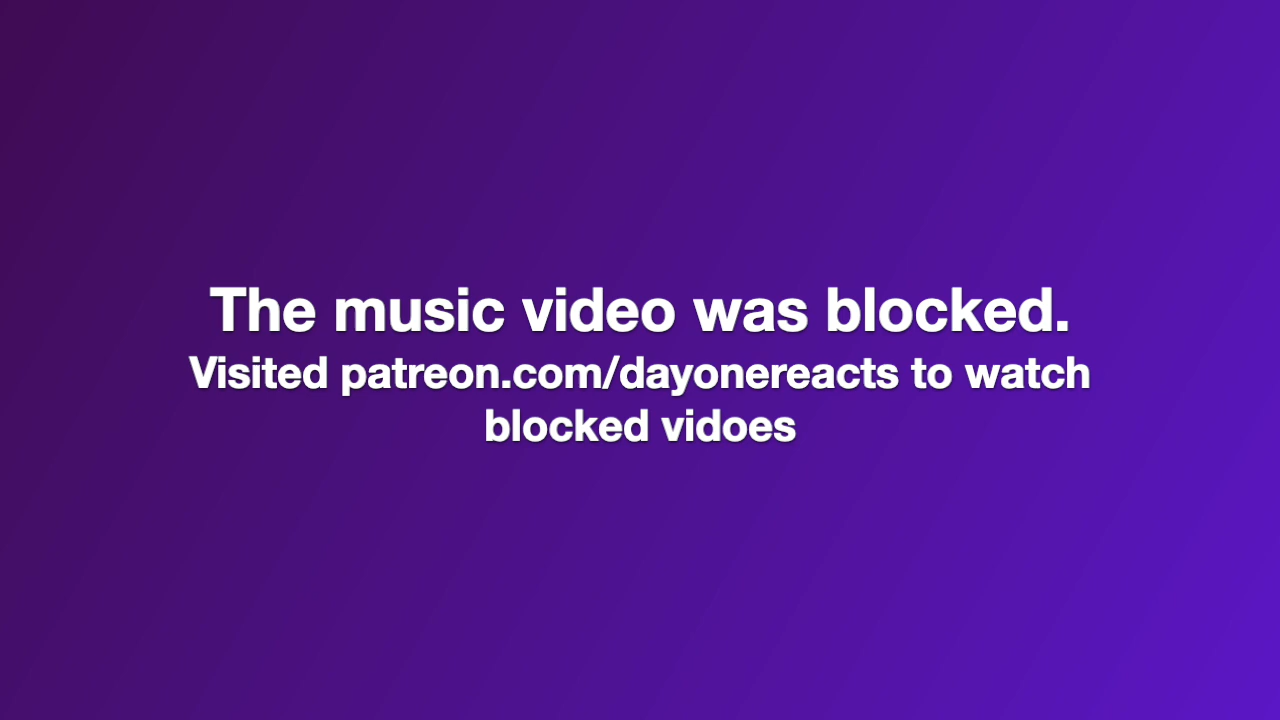 The music video was blocked.
Visited patreon.com/dayonereacts to watch
blocked vidoes